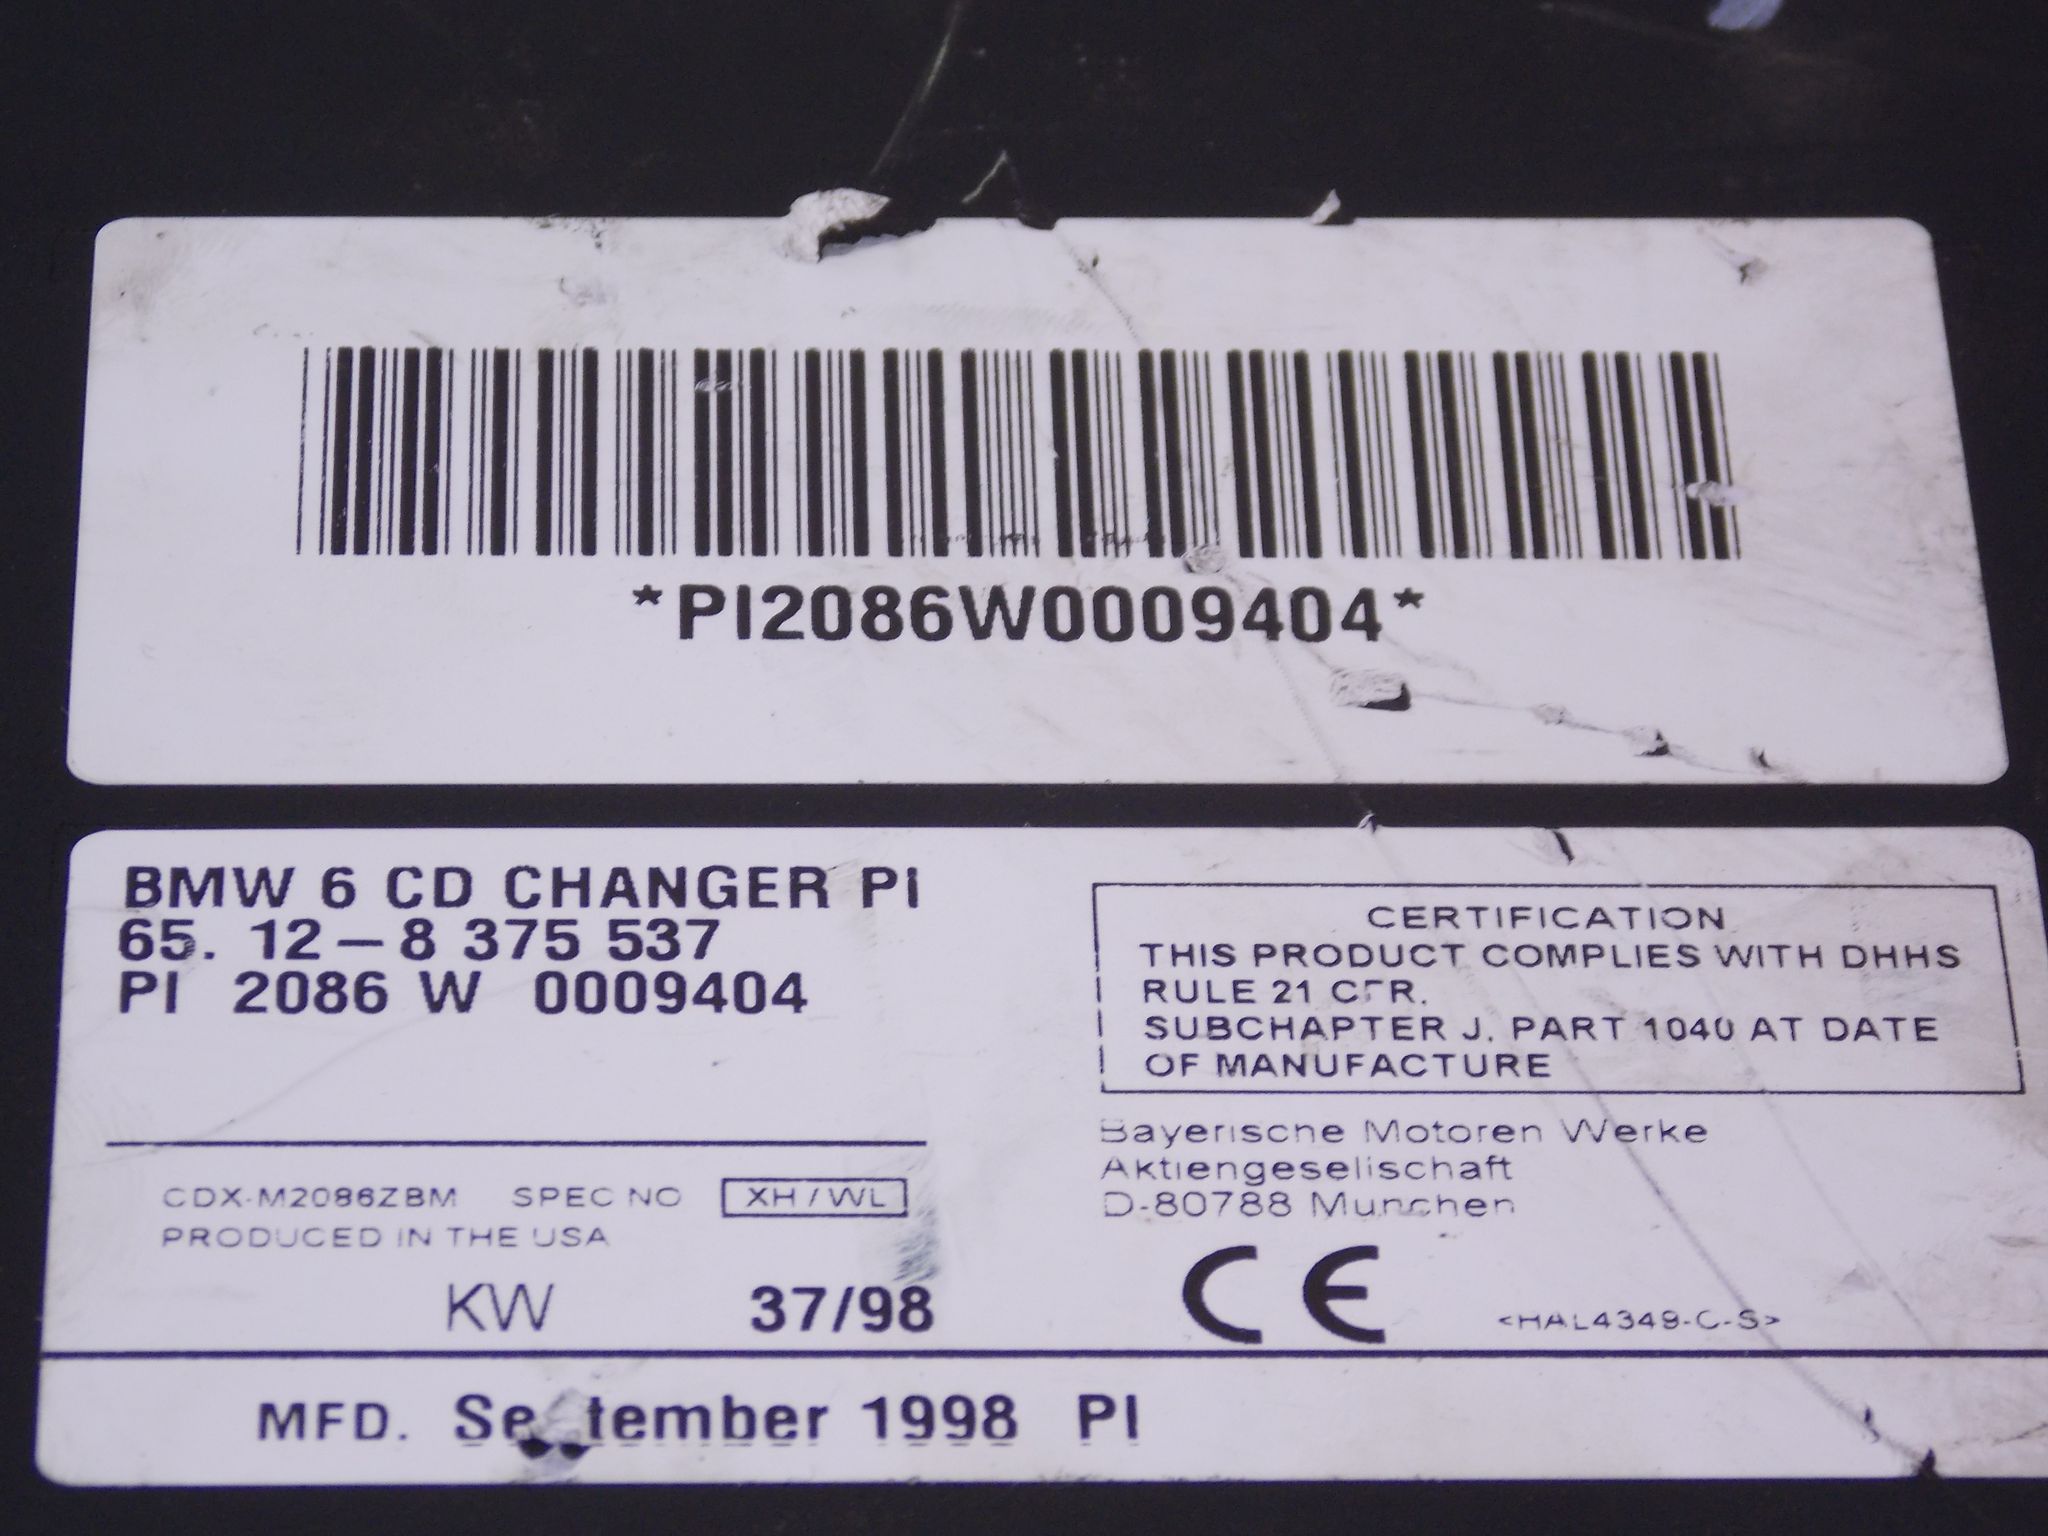 *PI2086W0009404*
BMW 6 CD CHANGER PI
65. 12-8 375 537
PI 2086 W 0009404
CDX-M2086ZBM SPEC NO XH/WL
PRODUCED IN THE USA
KW 37/98
CERTIFICATION
THIS PRODUCT COMPLIES WITH DHHS
RULE 21 CFR.
SUBCHAPTER J. PART 1040 AT DATE
OF MANUFACTURE
Bayerische Motoren Werke
Aktiengesellschaft
D-80788 Munchen
CE
<HAL4349-C-S>
MFD. September 1998 PI